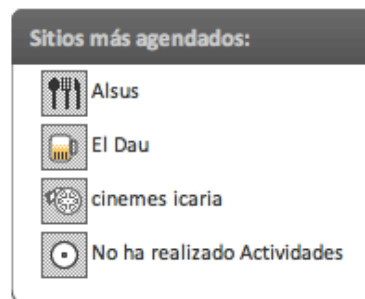 Sitios más agendados:
Alsus
El Dau
cinemes icaria
No ha realizado Actividades